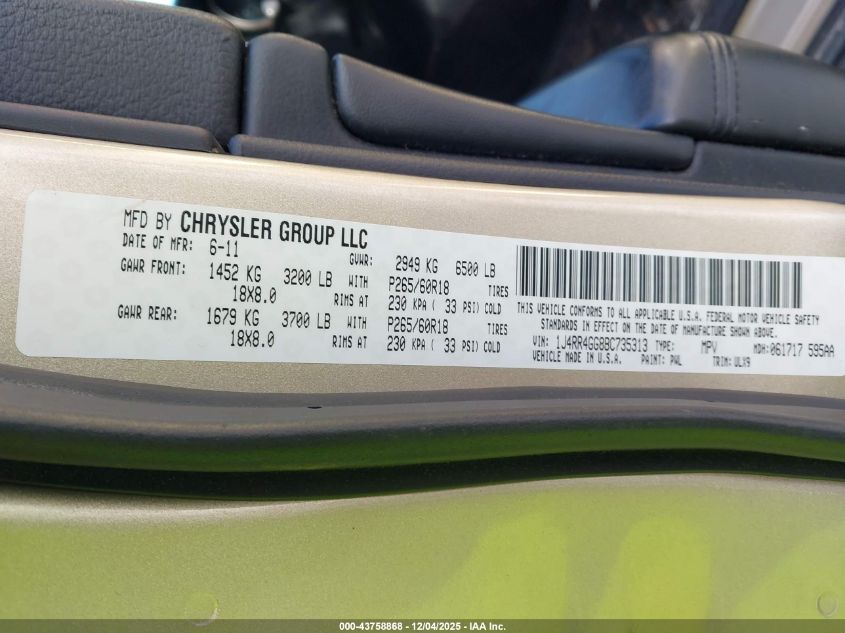 MFD BY CHRYSLER GROUP LLC
DATE OF MFR: 6-11 GVWR: 2949 KG 6500 LB
GAWR FRONT: 1452 KG 3200 LB WITH P265/60R18 TIRES
18X8.0 RIMS AT 230 KPA ( 33 PSI) COLD
GAWR REAR: 1679 KG 3700 LB WITH P265/60R18 TIRES
18X8.0 RIMS AT 230 KPA ( 33 PSI) COLD
THIS VEHICLE CONFORMS TO ALL APPLICABLE U.S.A. FEDERAL MOTOR VEHICLE SAFETY
STANDARDS IN EFFECT ON THE DATE OF MANUFACTURE SHOWN ABOVE.
VIN: 1J4RR4GG8BC735313 TYPE: MPV MDH: 061717 595AA
VEHICLE MADE IN U.S.A. PAINT: PWL TRIM: ULX9
000-43758868 - 12/04/2025 - IAA Inc.